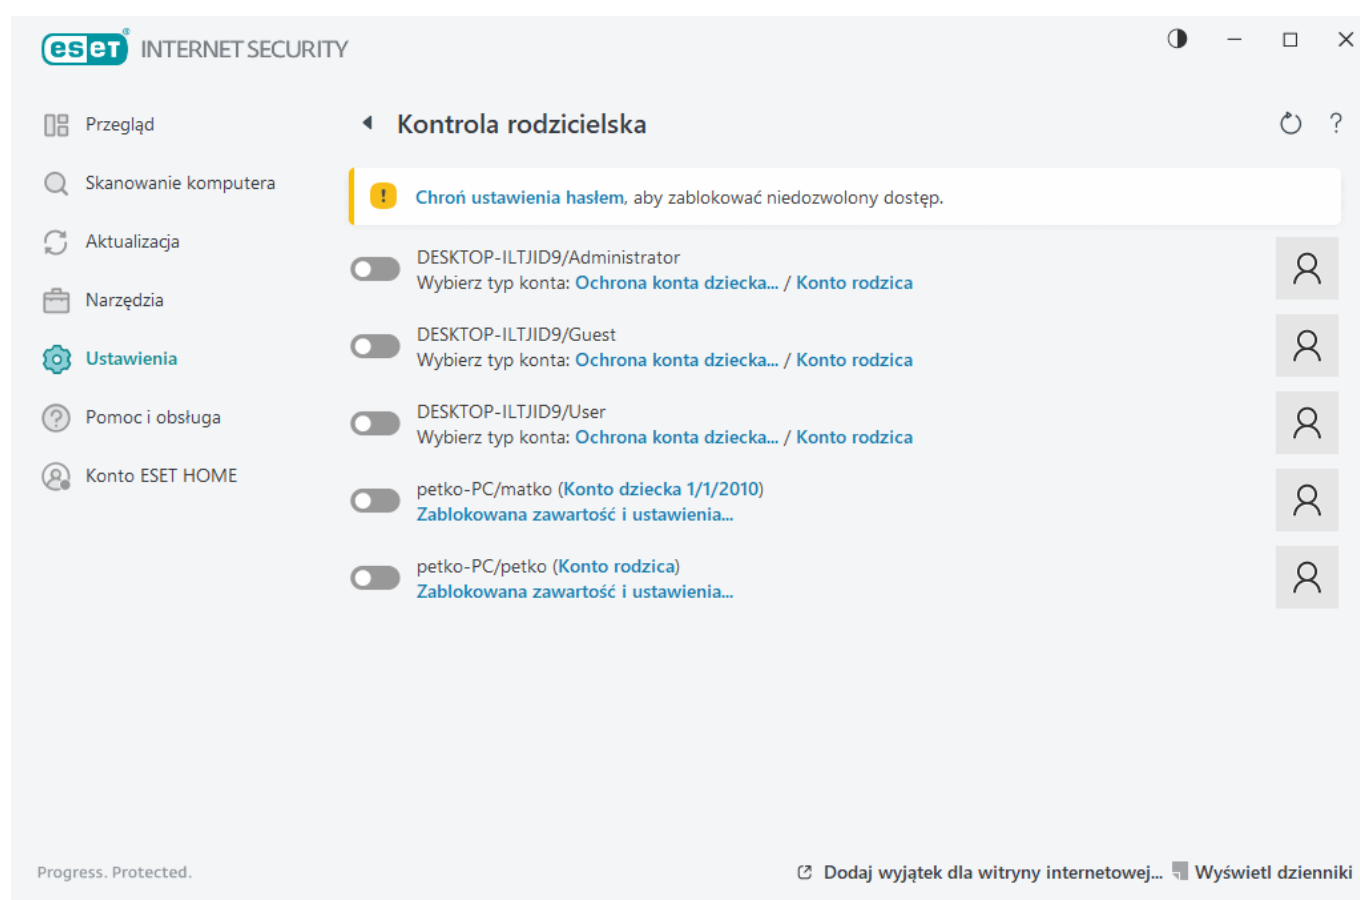 eset® INTERNET SECURITY
Przegląd
Skanowanie komputera
Aktualizacja
Narzędzia
Ustawienia
Pomoc i obsługa
Konto ESET HOME
Kontrola rodzicielska
?
! Chroń ustawienia hasłem, aby zablokować niedozwolony dostęp.
DESKTOP-ILTJID9/Administrator
Wybierz typ konta: Ochrona konta dziecka... / Konto rodzica
DESKTOP-ILTJID9/Guest
Wybierz typ konta: Ochrona konta dziecka... / Konto rodzica
DESKTOP-ILTJID9/User
Wybierz typ konta: Ochrona konta dziecka... / Konto rodzica
petko-PC/matko (Konto dziecka 1/1/2010)
Zablokowana zawartość i ustawienia...
petko-PC/petko (Konto rodzica)
Zablokowana zawartość i ustawienia...
Progress. Protected.
Dodaj wyjątek dla witryny internetowej... Wyświetl dzienniki